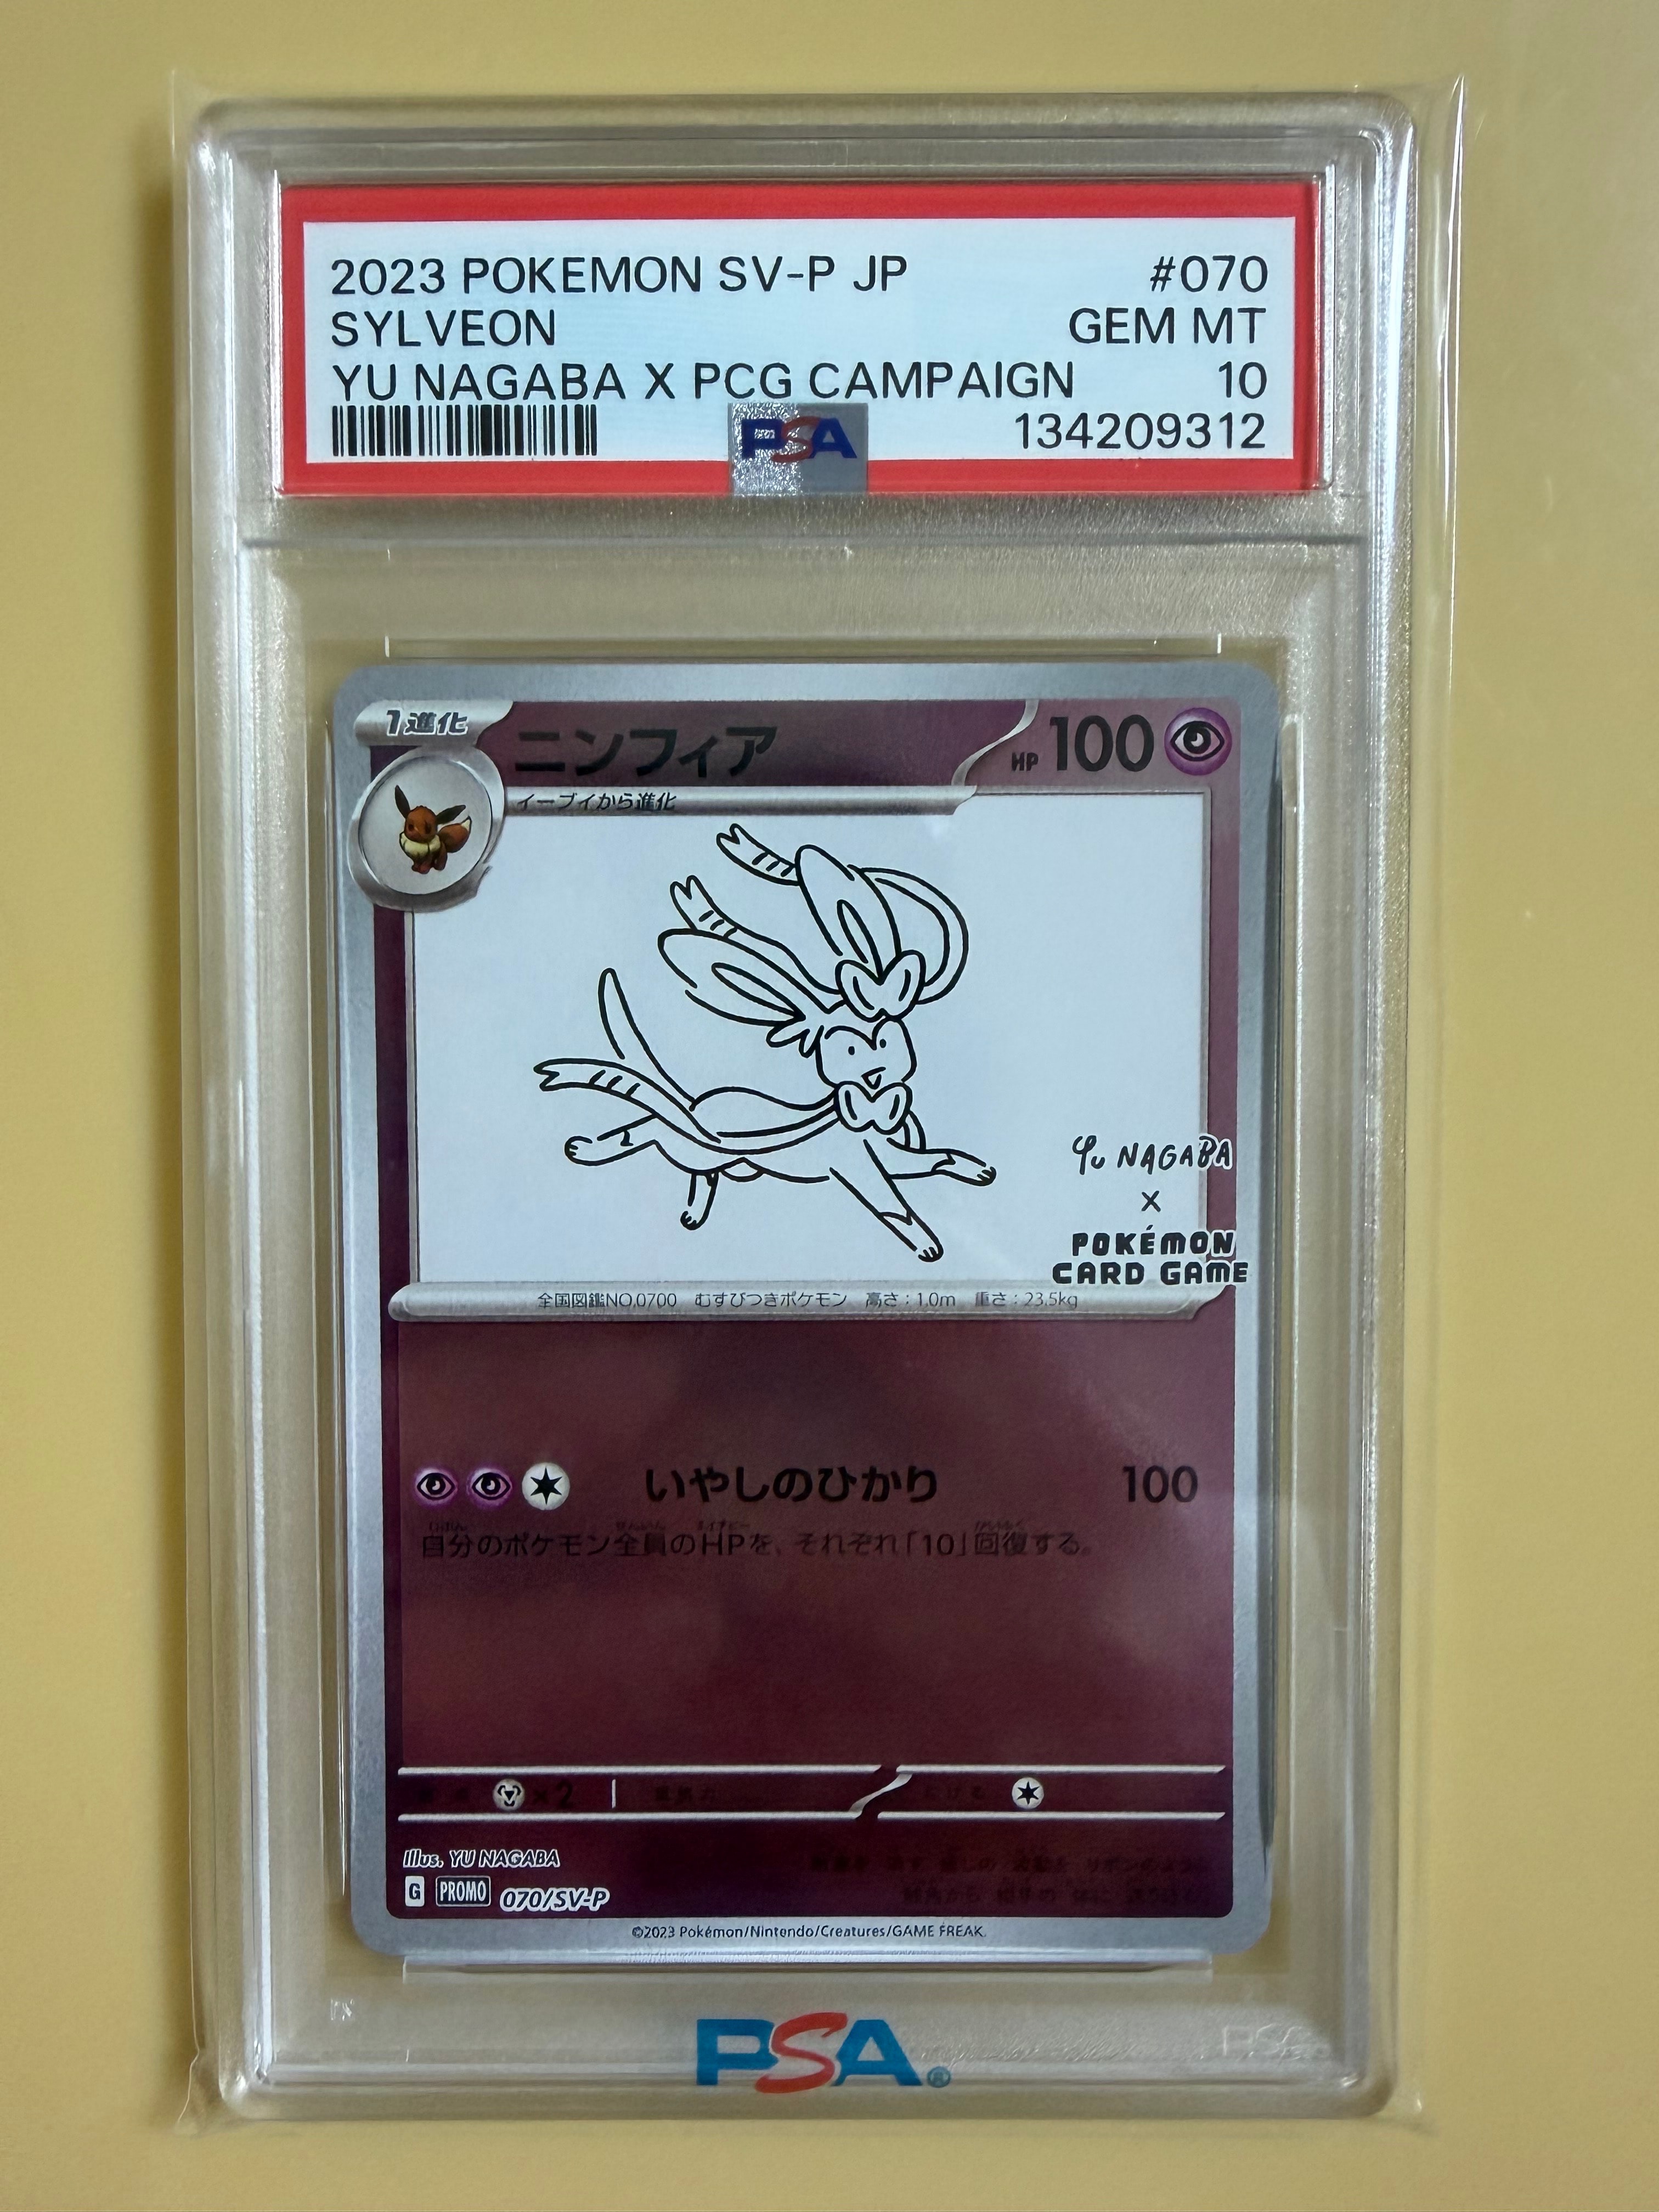 2023 POKEMON SV-P JP #070
SYLVEON GEM MT
YU NAGABA X PCG CAMPAIGN 10
PSA 134209312
1進化 ニンフィア HP 100
イーブイから進化
Yu NAGABA
X
POKÉMON
CARD GAME
全国図鑑NO.0700 むすびつきポケモン 高さ:1.0m 重さ:23.5kg
いやしのひかり 100
自分のポケモン全員のHPを、それぞれ「10」回復する。
×2
Illus. YU NAGABA
G PROMO 070/SV-P
©2023 Pokémon/Nintendo/Creatures/GAME FREAK.
PSA®